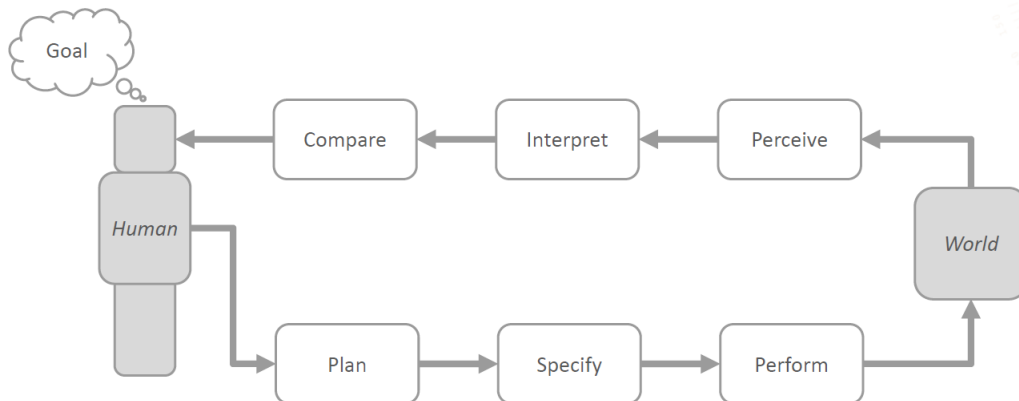 Goal
Compare
Interpret
Perceive
Human
World
Plan
Specify
Perform